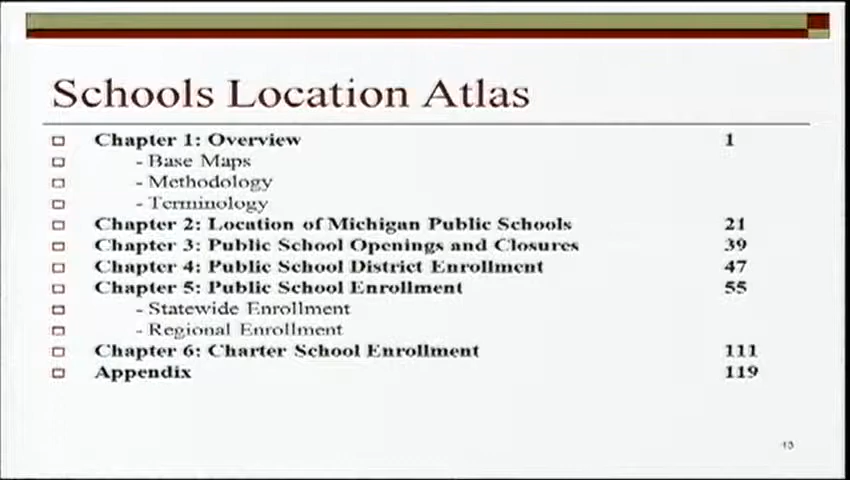 Schools Location Atlas
Chapter 1: Overview 1
- Base Maps
- Methodology
- Terminology
Chapter 2: Location of Michigan Public Schools 21
Chapter 3: Public School Openings and Closures 39
Chapter 4: Public School District Enrollment 47
Chapter 5: Public School Enrollment 55
- Statewide Enrollment
- Regional Enrollment
Chapter 6: Charter School Enrollment 111
Appendix 119
13